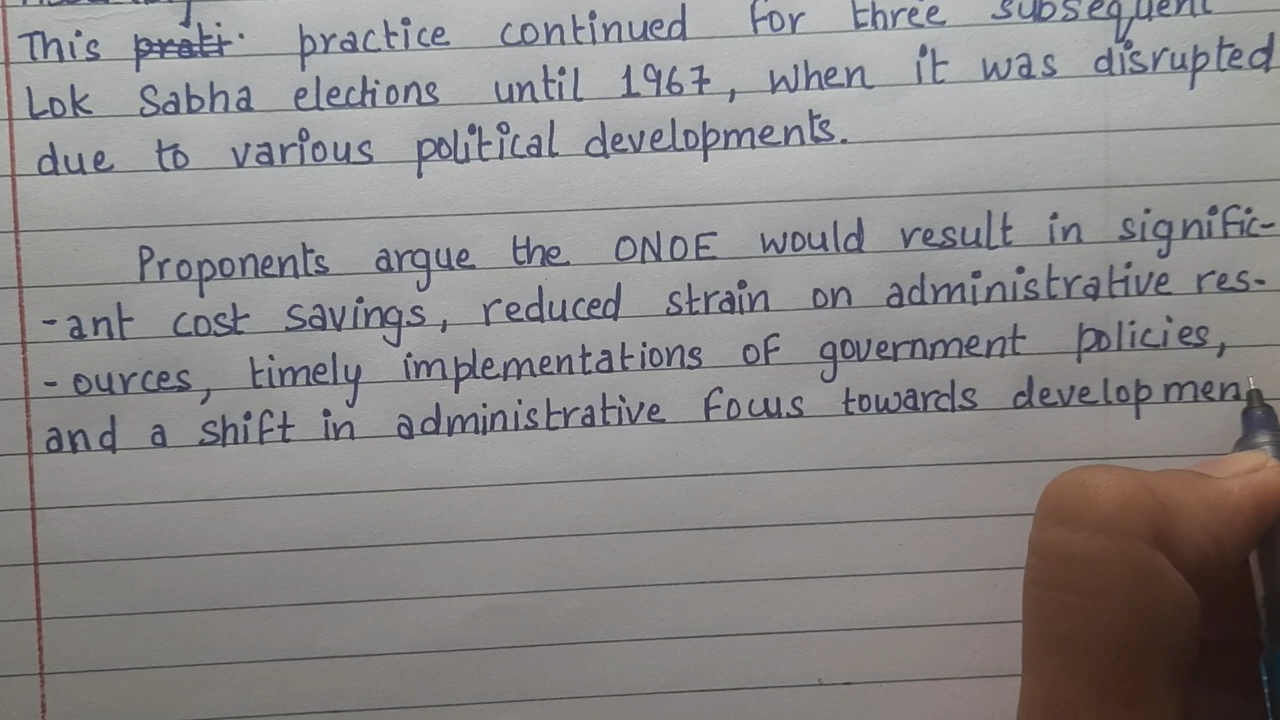 This prati practice continued for three subsequent
Lok Sabha elections until 1967, when it was disrupted
due to various political developments.
Proponents argue the ONOE would result in signific-
-ant cost savings, reduced strain on administrative res-
-ources, timely implementations of government policies,
and a shift in administrative focus towards developmen